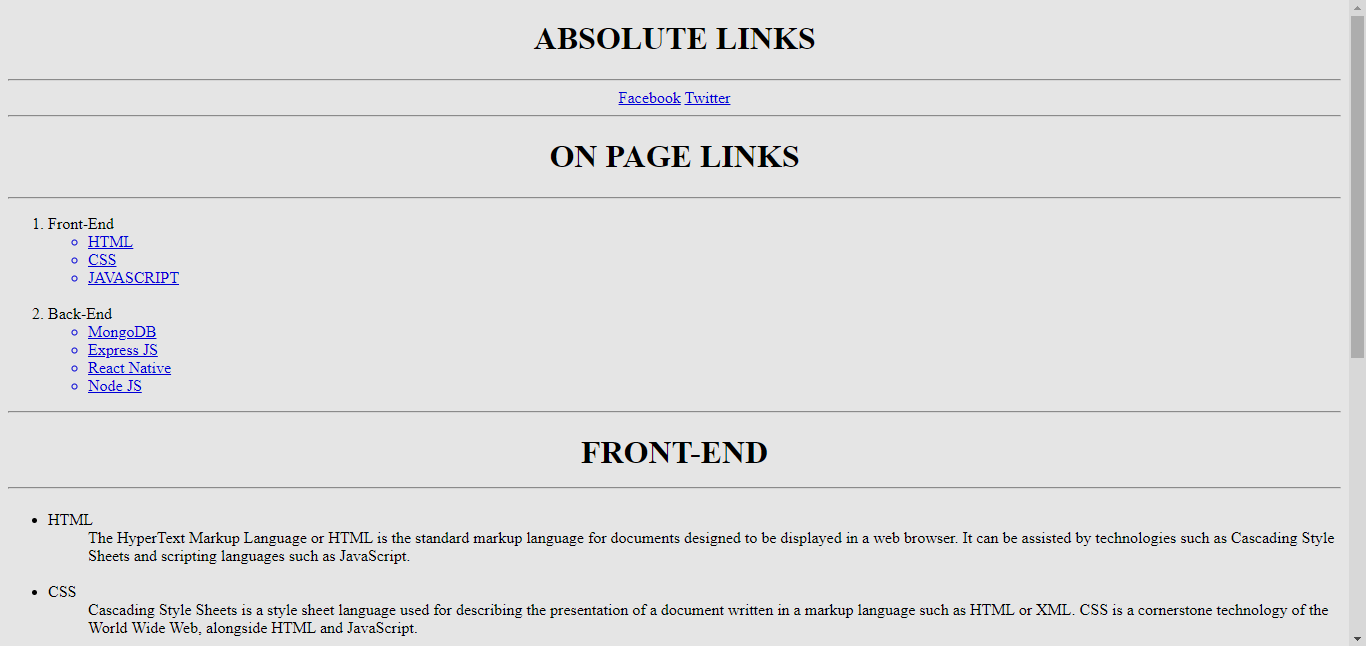 ABSOLUTE LINKS
Facebook Twitter
ON PAGE LINKS
1. Front-End
HTML
CSS
JAVASCRIPT
2. Back-End
MongoDB
Express JS
React Native
Node JS
FRONT-END
HTML
The HyperText Markup Language or HTML is the standard markup language for documents designed to be displayed in a web browser. It can be assisted by technologies such as Cascading Style
Sheets and scripting languages such as JavaScript.
CSS
Cascading Style Sheets is a style sheet language used for describing the presentation of a document written in a markup language such as HTML or XML. CSS is a cornerstone technology of the
World Wide Web, alongside HTML and JavaScript.